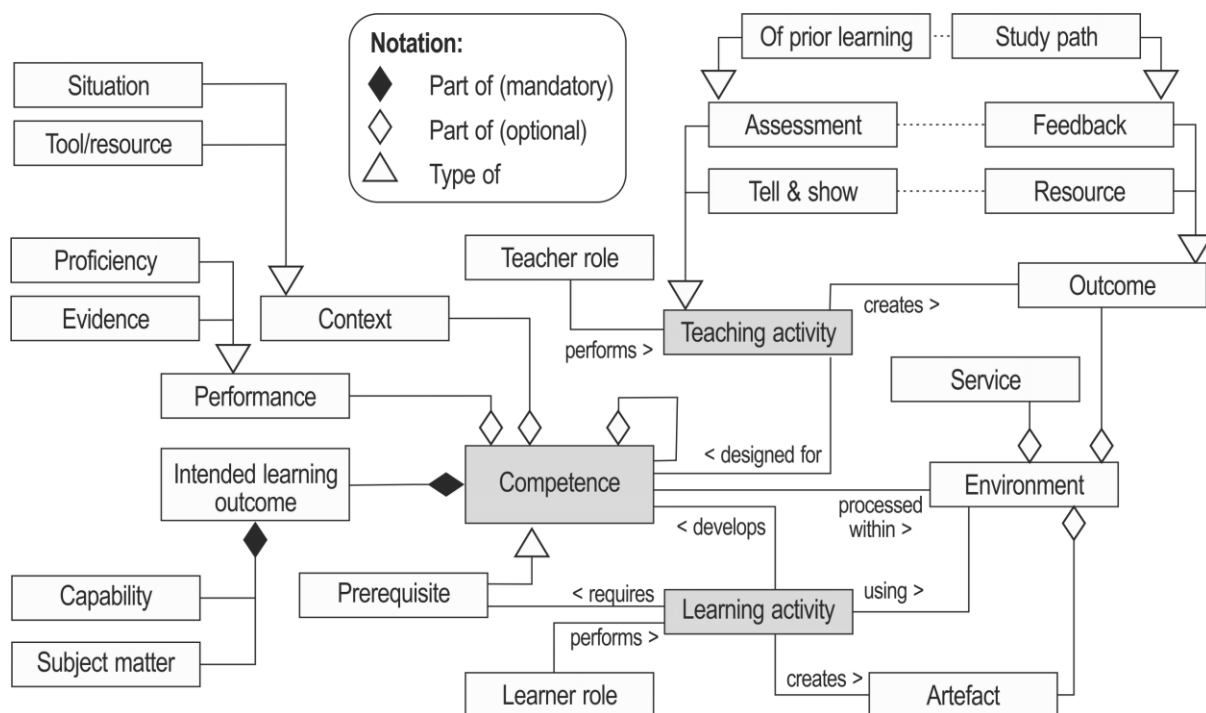 Notation:
Part of (mandatory)
Part of (optional)
Type of
Of prior learning
Study path
Situation
Tool/resource
Assessment
Feedback
Tell & show
Resource
Proficiency
Evidence
Context
Teacher role
Outcome
creates >
Teaching activity
performs >
Performance
Service
< designed for
Intended learning
outcome
Competence
Environment
processed
within >
< develops
Prerequisite
Capability
< requires
Learning activity
using >
performs >
Subject matter
Learner role
creates >
Artefact